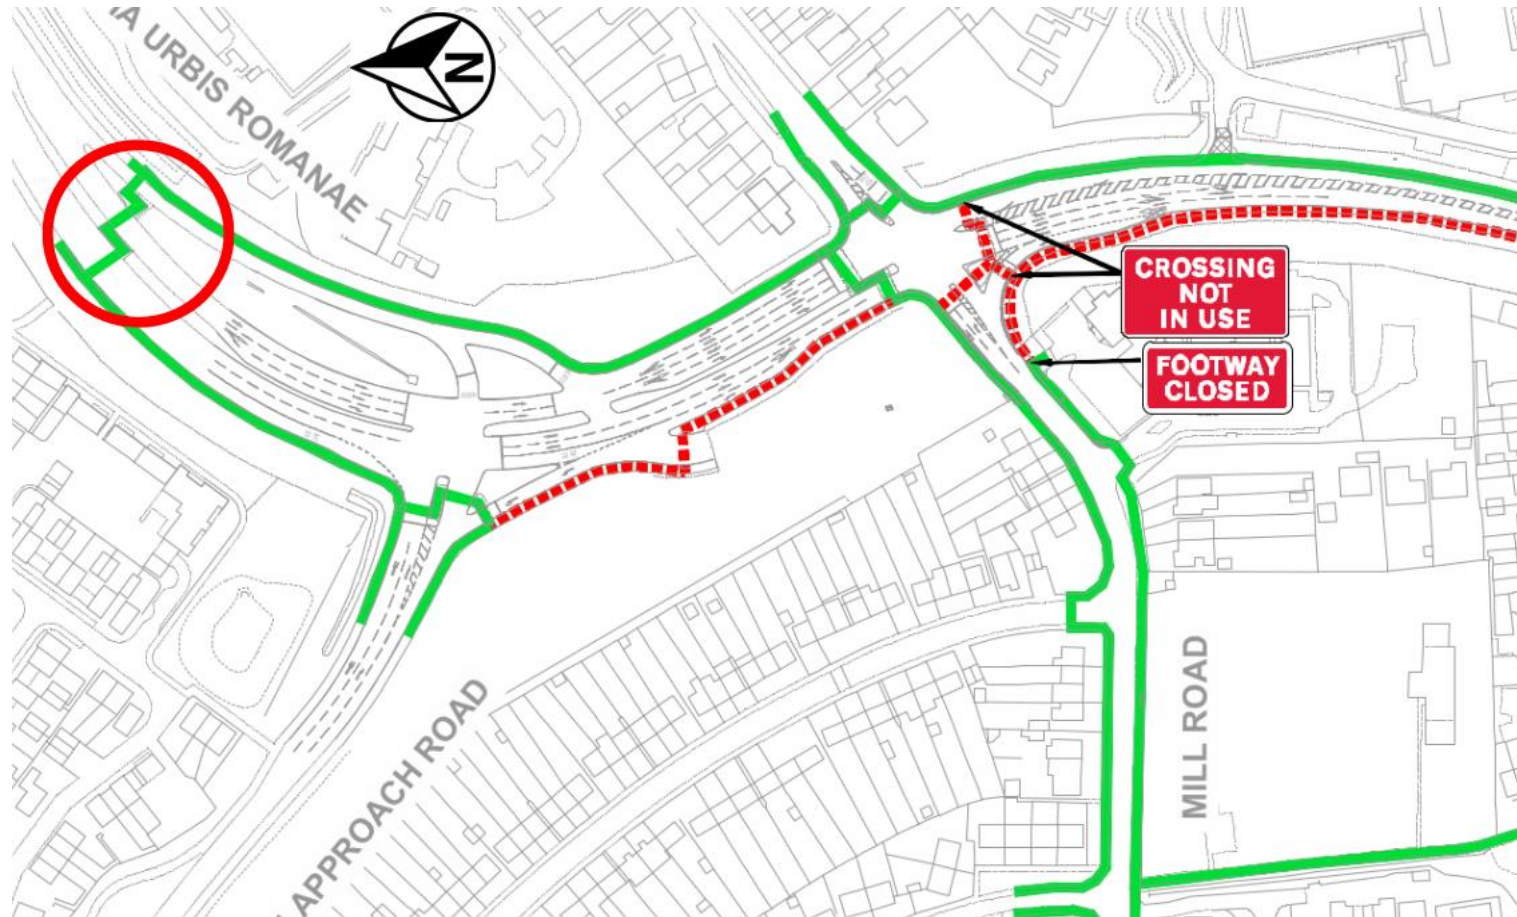 IA URBIS ROMANAE
N
CROSSING
NOT
IN USE
FOOTWAY
CLOSED
APPROACH ROAD
MILL ROAD